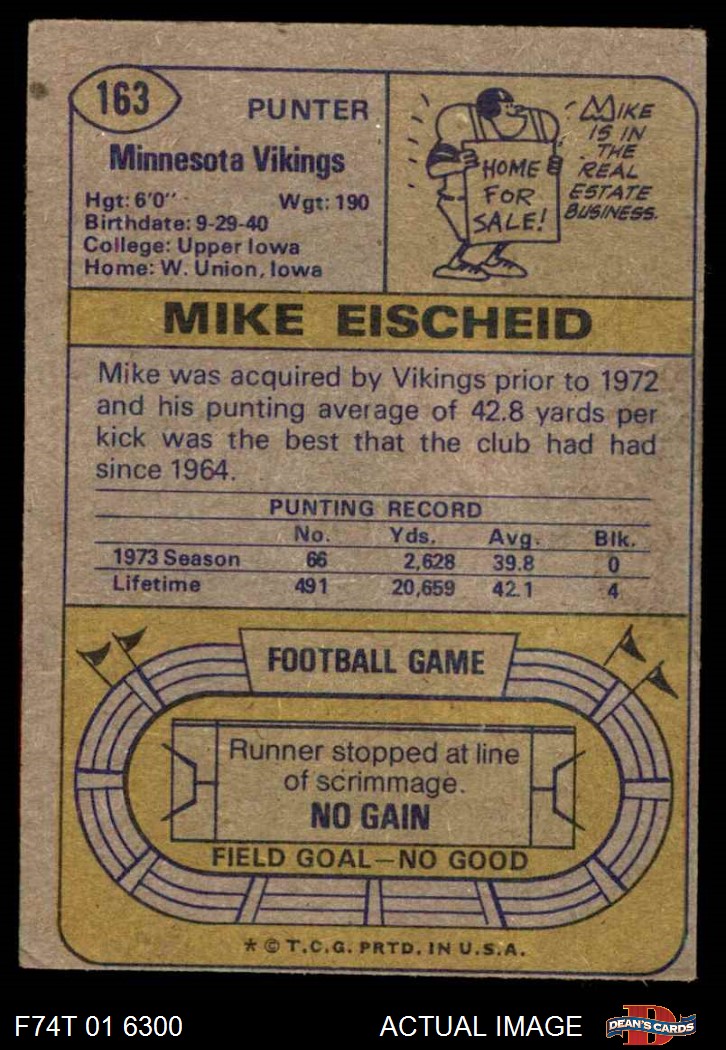 163
PUNTER
Minnesota Vikings
Hgt: 6'0"
Wgt: 190
Birthdate: 9-29-40
College: Upper Iowa
Home: W. Union, Iowa
HOME
FOR
SALE!
MIKE
IS IN
THE
REAL
ESTATE
BUSINESS.
MIKE EISCHEID
Mike was acquired by Vikings prior to 1972
and his punting average of 42.8 yards per
kick was the best that the club had had
since 1964.
PUNTING RECORD
No. Yds. Avg. Blk.
1973 Season 66 2,628 39.8 0
Lifetime 491 20,659 42.1 4
FOOTBALL GAME
Runner stopped at line
of scrimmage.
NO GAIN
FIELD GOAL—NO GOOD
* © T.C.G. PRTD. IN U.S.A.
F74T 01 6300
ACTUAL IMAGE
D
DEAN'S CARDS